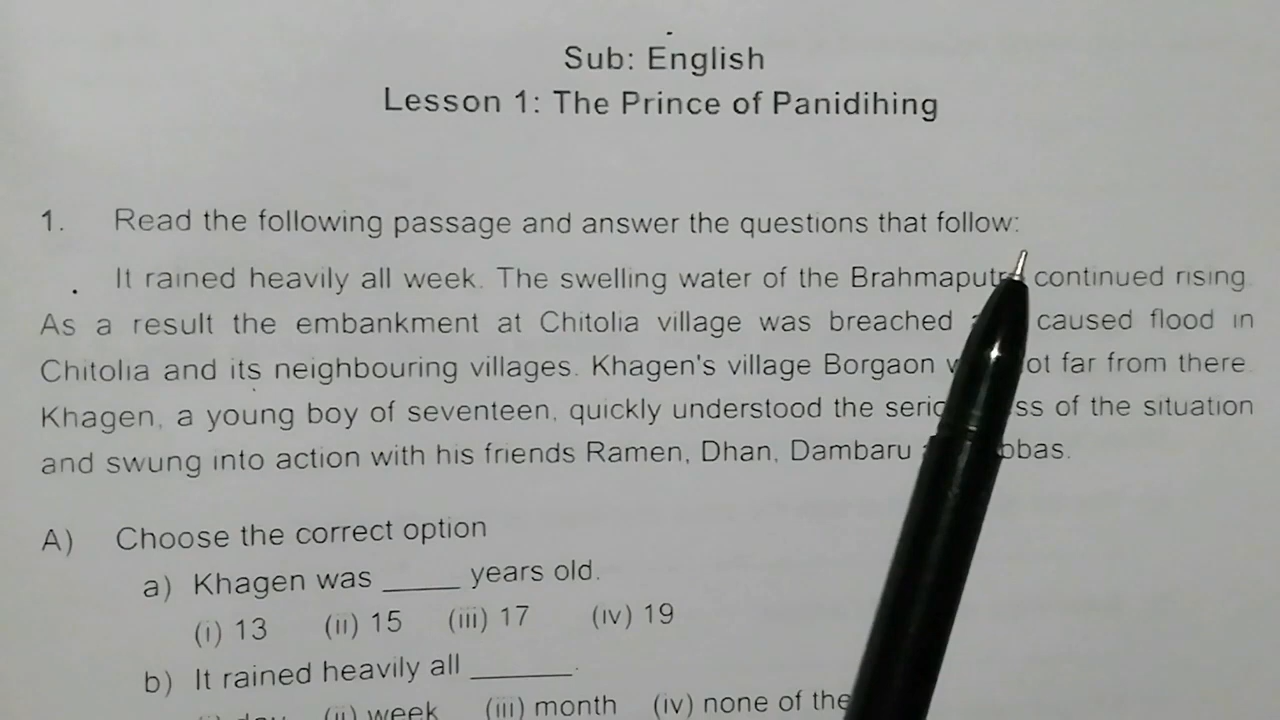 Sub: English
Lesson 1: The Prince of Panidihing
1. Read the following passage and answer the questions that follow:
It rained heavily all week. The swelling water of the Brahmaputra continued rising.
As a result the embankment at Chitolia village was breached caused flood in
Chitolia and its neighbouring villages. Khagen's village Borgaon far from there.
Khagen, a young boy of seventeen, quickly understood the of the situation
and swung into action with his friends Ramen, Dhan, Dambaru
A) Choose the correct option
a) Khagen was _____ years old.
(i) 13 (ii) 15 (iii) 17 (iv) 19
b) It rained heavily all _______.
(i) day (ii) week (iii) month (iv) none of the